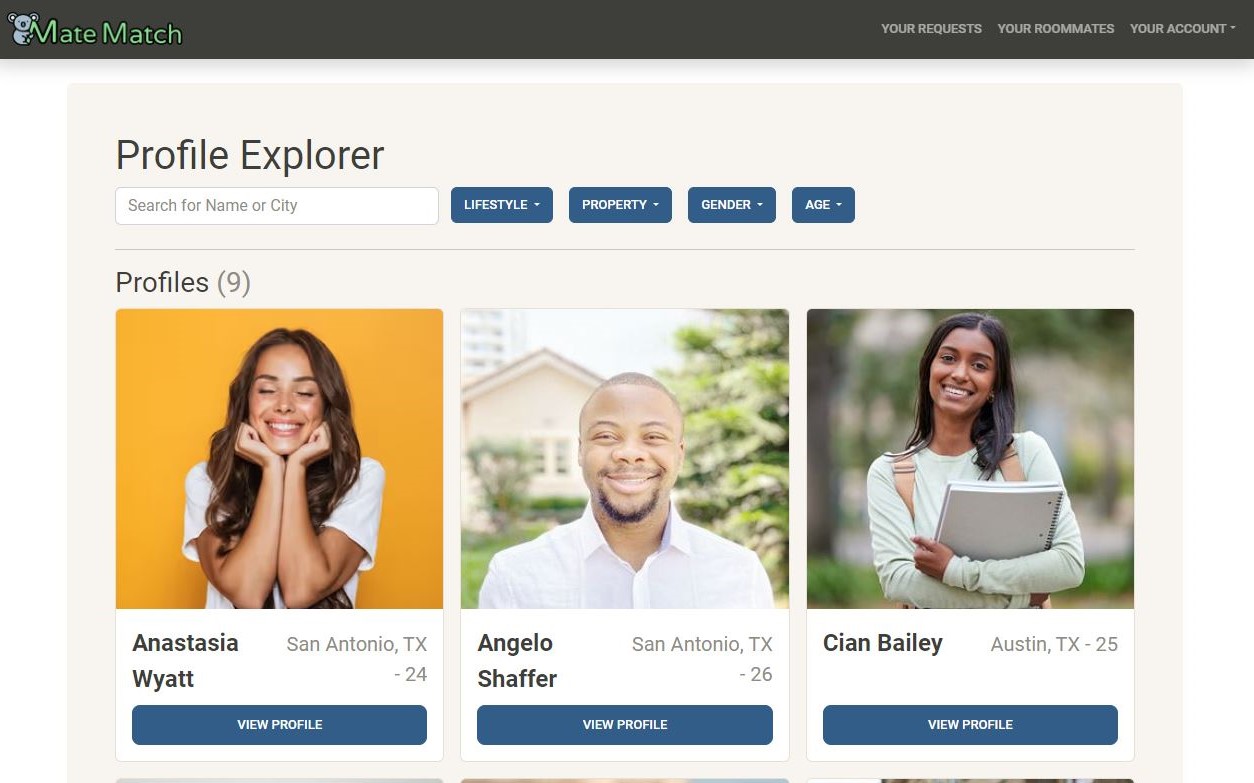 Mate Match
YOUR REQUESTS YOUR ROOMMATES YOUR ACCOUNT
Profile Explorer
Search for Name or City
LIFESTYLE
PROPERTY
GENDER
AGE
Profiles (9)
Anastasia
Wyatt
San Antonio, TX
- 24
VIEW PROFILE
Angelo
Shaffer
San Antonio, TX
- 26
VIEW PROFILE
Cian Bailey
Austin, TX - 25
VIEW PROFILE